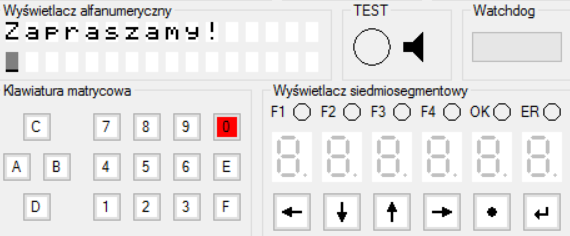 Wyświetlacz alfanumeryczny
Zapraszamy!
TEST
Watchdog
Klawiatura matrycowa
C 7 8 9 0
A B 4 5 6 E
D 1 2 3 F
Wyświetlacz siedmiosegmentowy
F1 F2 F3 F4 OK ER